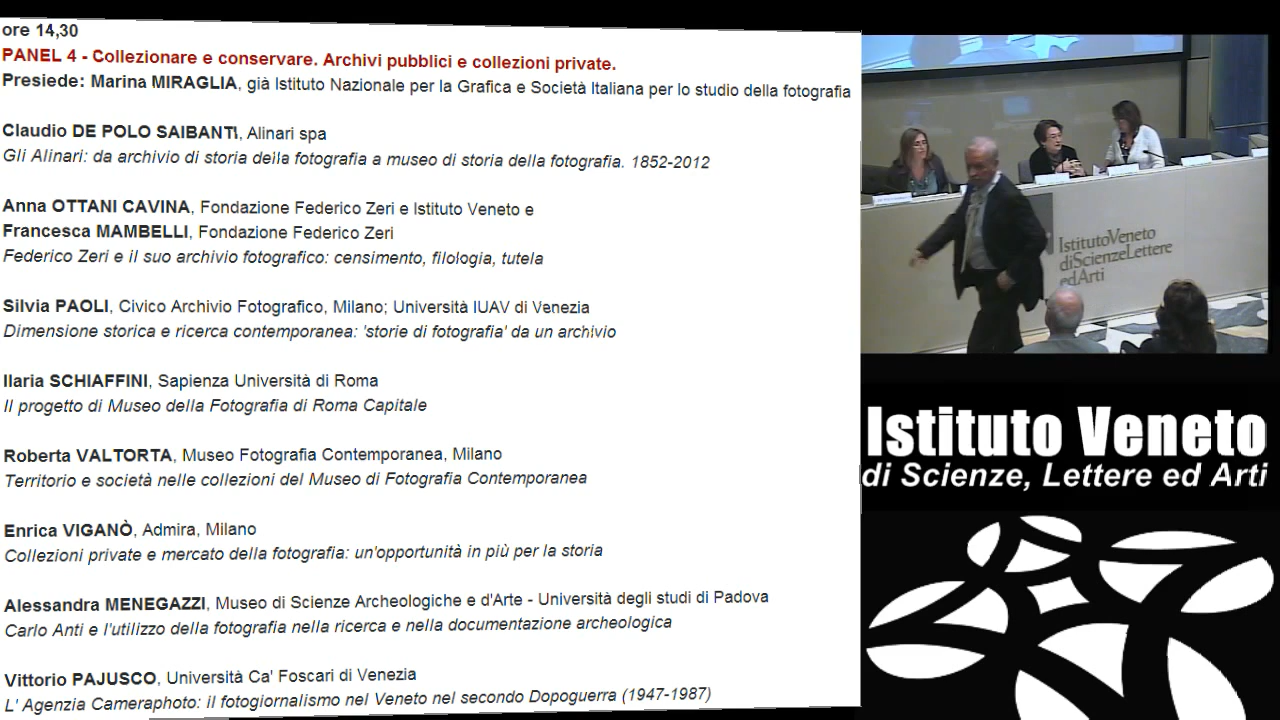 ore 14,30
PANEL 4 - Collezionare e conservare. Archivi pubblici e collezioni private.
Presiede: Marina MIRAGLIA, già Istituto Nazionale per la Grafica e Società Italiana per lo studio della fotografia
Claudio DE POLO SAIBANTI, Alinari spa
Gli Alinari: da archivio di storia della fotografia a museo di storia della fotografia. 1852-2012
Anna OTTANI CAVINA, Fondazione Federico Zeri e Istituto Veneto e
Francesca MAMBELLI, Fondazione Federico Zeri
Federico Zeri e il suo archivio fotografico: censimento, filologia, tutela
Silvia PAOLI, Civico Archivio Fotografico, Milano; Università IUAV di Venezia
Dimensione storica e ricerca contemporanea: 'storie di fotografia' da un archivio
Ilaria SCHIAFFINI, Sapienza Università di Roma
Il progetto di Museo della Fotografia di Roma Capitale
Roberta VALTORTA, Museo Fotografia Contemporanea, Milano
Territorio e società nelle collezioni del Museo di Fotografia Contemporanea
Enrica VIGANÒ, Admira, Milano
Collezioni private e mercato della fotografia: un'opportunità in più per la storia
Alessandra MENEGAZZI, Museo di Scienze Archeologiche e d'Arte - Università degli studi di Padova
Carlo Anti e l'utilizzo della fotografia nella ricerca e nella documentazione archeologica
Vittorio PAJUSCO, Università Ca' Foscari di Venezia
L' Agenzia Cameraphoto: il fotogiornalismo nel Veneto nel secondo Dopoguerra (1947-1987)
IstitutoVeneto
diScienzeLettere
edArti
Istituto Veneto
di Scienze, Lettere ed Arti